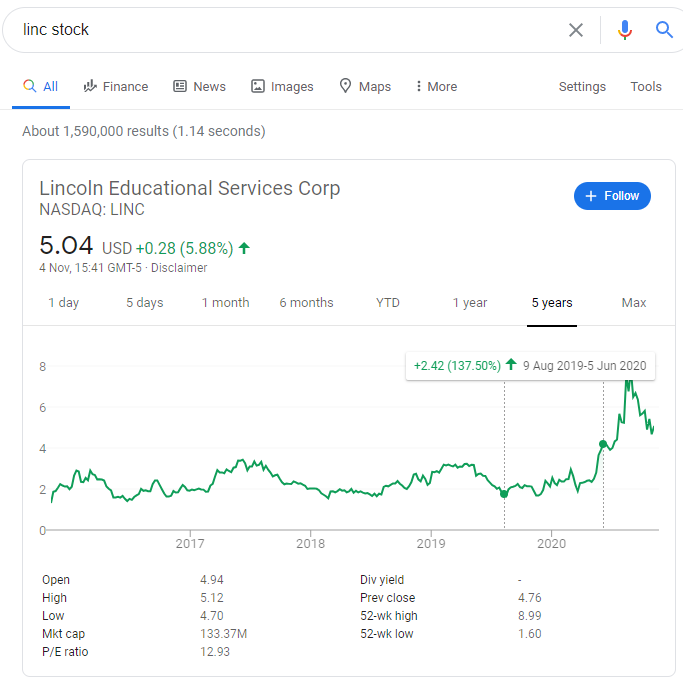 linc stock
All Finance News Images Maps More Settings Tools
About 1,590,000 results (1.14 seconds)
Lincoln Educational Services Corp
NASDAQ: LINC
+ Follow
5.04 USD +0.28 (5.88%)
4 Nov, 15:41 GMT-5 · Disclaimer
1 day 5 days 1 month 6 months YTD 1 year 5 years Max
+2.42 (137.50%) 9 Aug 2019-5 Jun 2020
8
6
4
2
0
2017 2018 2019 2020
Open 4.94 Div yield -
High 5.12 Prev close 4.76
Low 4.70 52-wk high 8.99
Mkt cap 133.37M 52-wk low 1.60
P/E ratio 12.93